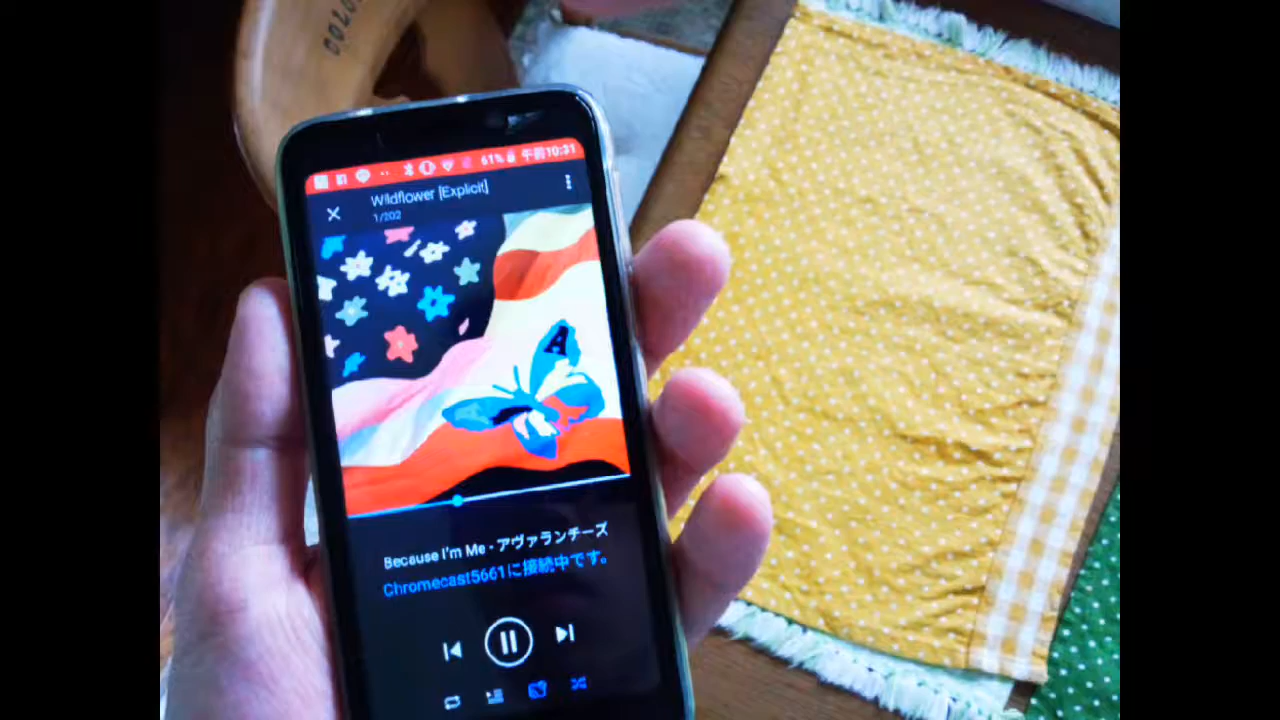 COLO
61% 午前10:31
Wildflower [Explicit]
1/202
A
Because I'm Me - アヴァランチーズ
Chromecast5661に接続中です。